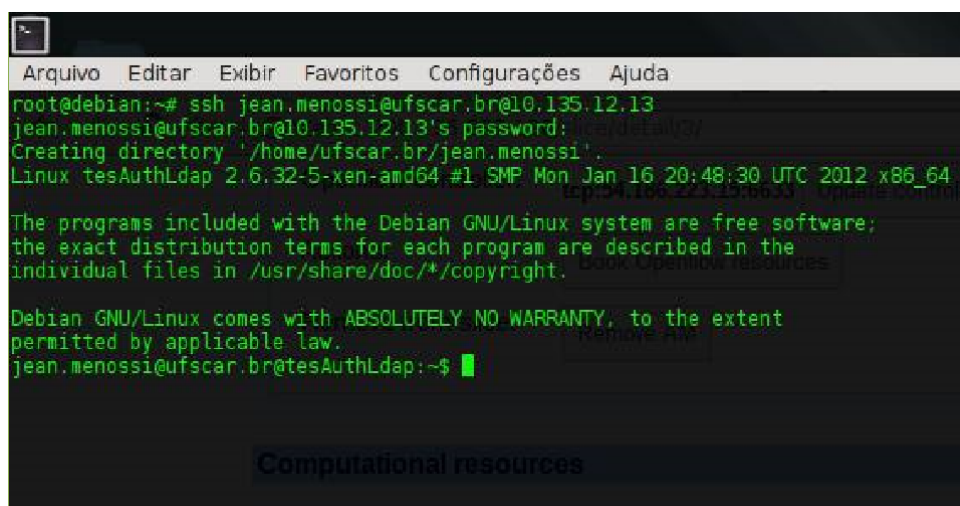 Arquivo Editar Exibir Favoritos Configurações Ajuda
root@debian:~# ssh jean.menossi@ufscar.br@10.135.12.13
jean.menossi@ufscar.br@10.135.12.13's password:
Creating directory '/home/ufscar.br/jean.menossi'.
Linux tesAuthLdap 2.6.32-5-xen-amd64 #1 SMP Mon Jan 16 20:48:30 UTC 2012 x86_64
The programs included with the Debian GNU/Linux system are free software;
the exact distribution terms for each program are described in the
individual files in /usr/share/doc/*/copyright.
Debian GNU/Linux comes with ABSOLUTELY NO WARRANTY, to the extent
permitted by applicable law.
jean.menossi@ufscar.br@tesAuthLdap:~$
Book Openflow resources
Remove AM
Computational resources